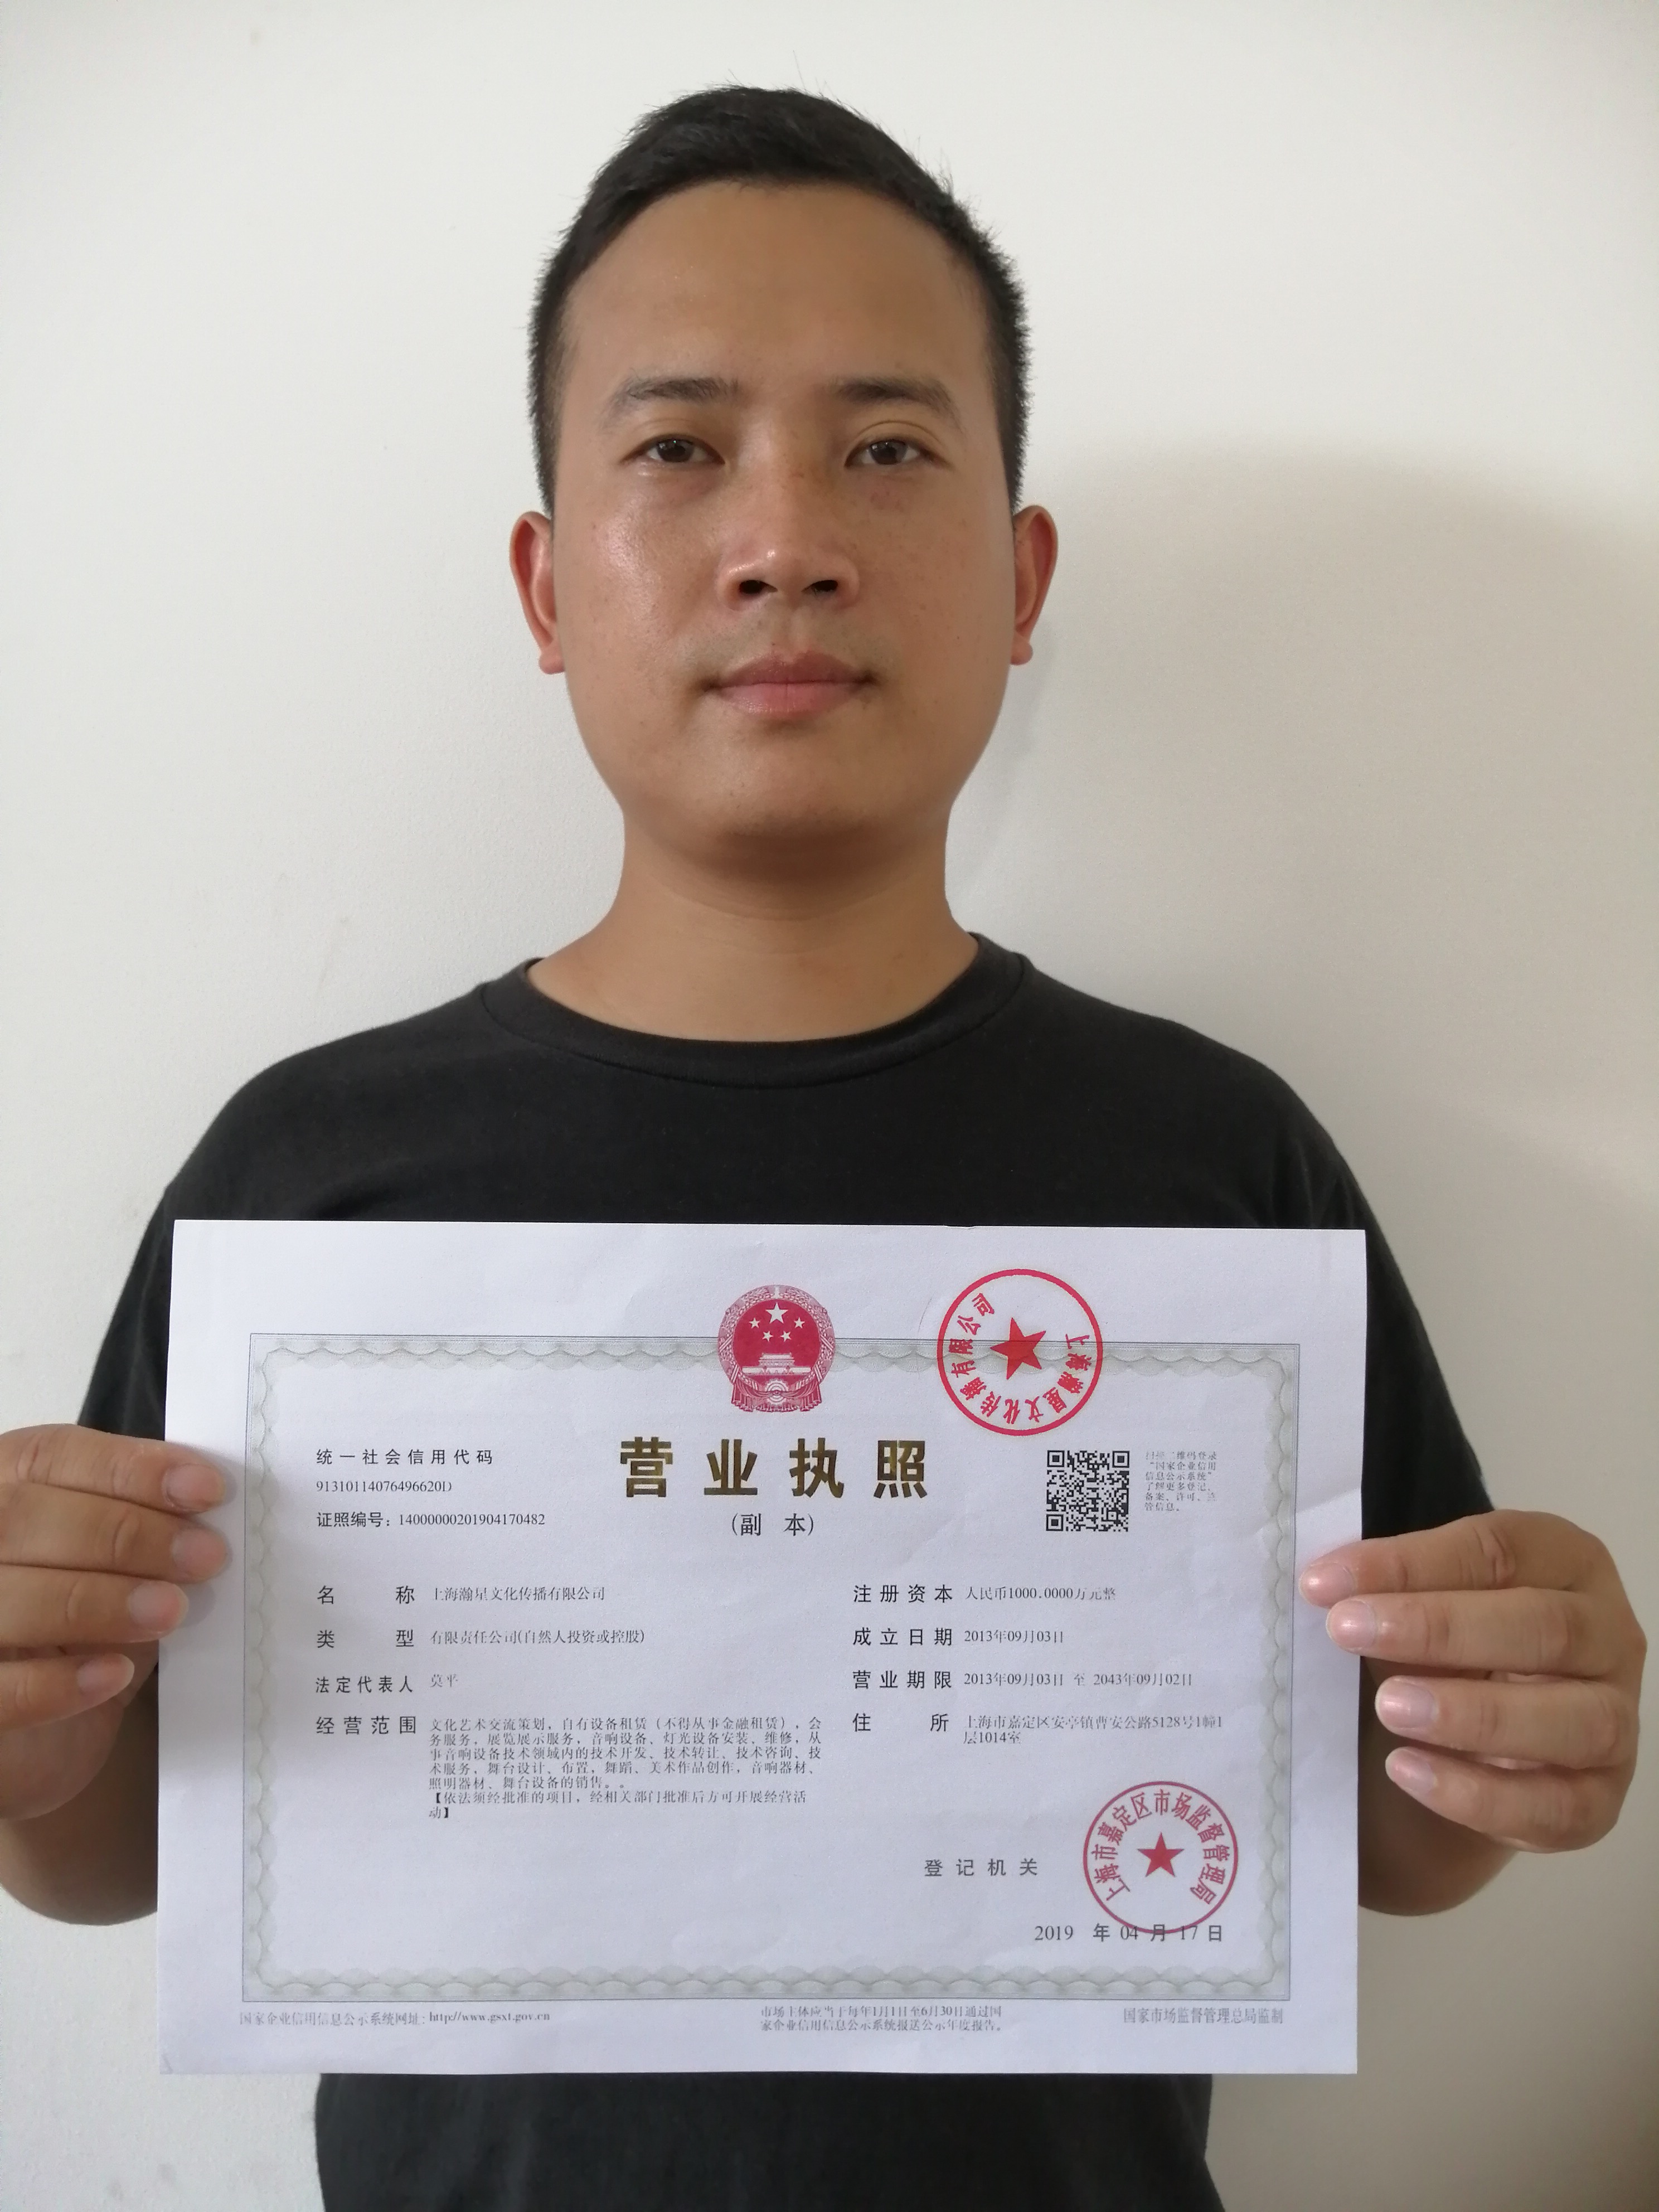 上海瀚星文化传播有限公司
统一社会信用代码
91310114076496620D
证照编号：14000000201904170482
营业执照
（副 本）
扫描二维码登录
“国家企业信用
信息公示系统”
了解更多登记、
备案、许可、监
管信息。
名 称 上海瀚星文化传播有限公司
类 型 有限责任公司(自然人投资或控股)
法定代表人 莫平
经营范围 文化艺术交流策划，自有设备租赁（不得从事金融租赁），会
务服务，展览展示服务，音响设备、灯光设备安装、维修，从
事音响设备技术领域内的技术开发、技术转让、技术咨询、技
术服务，舞台设计、布置，舞蹈、美术作品创作，音响器材、
照明器材、舞台设备的销售。。
【依法须经批准的项目，经相关部门批准后方可开展经营活
动】
注册资本 人民币1000.0000万元整
成立日期 2013年09月03日
营业期限 2013年09月03日 至 2043年09月02日
住 所 上海市嘉定区安亭镇曹安公路5128号1幢1
层1014室
登记机关
上海市嘉定区市场监督管理局
2019 年 04 月 17 日
国家企业信用信息公示系统网址：http://www.gsxt.gov.cn
市场主体应当于每年1月1日至6月30日通过国
家企业信用信息公示系统报送公示年度报告。
国家市场监督管理总局监制